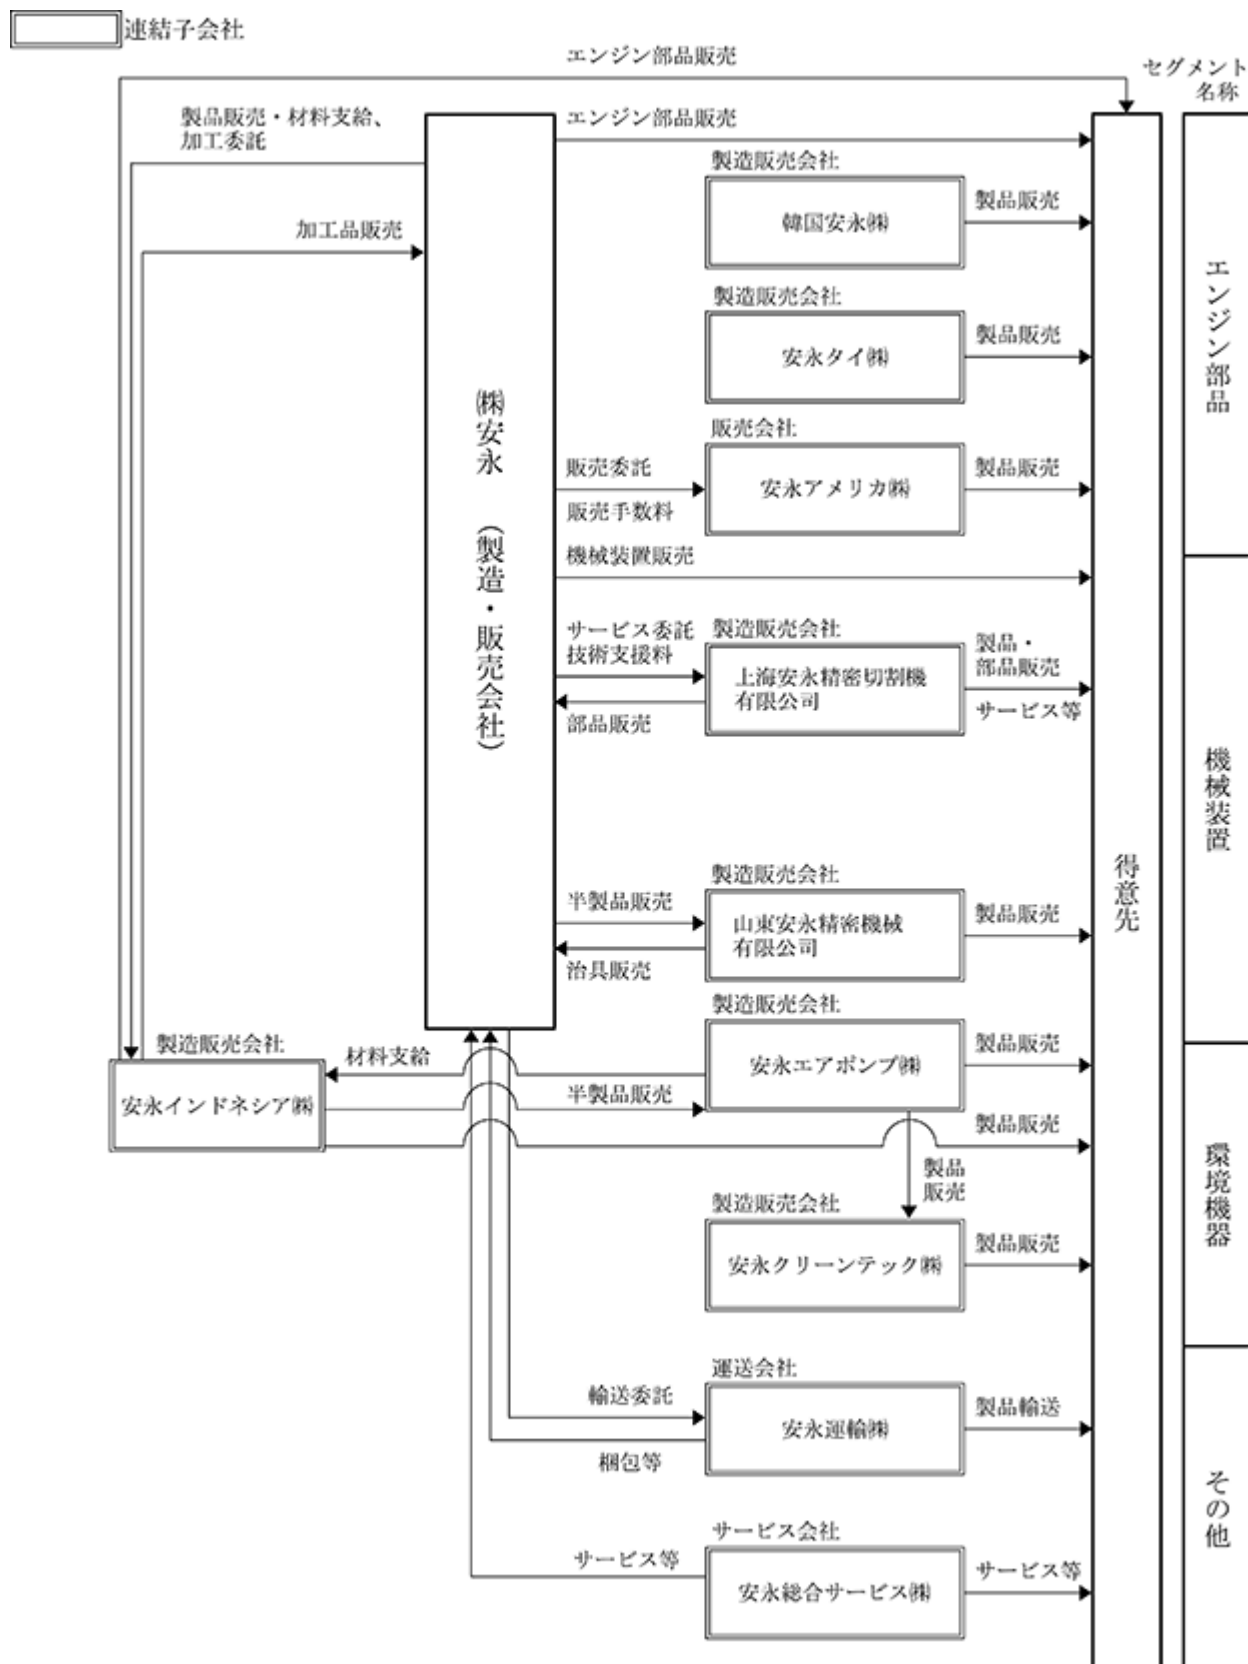 連結子会社
エンジン部品販売
セグメント
名称
製品販売・材料支給、
加工委託
エンジン部品販売
製造販売会社
韓国安永㈱
製品販売
加工品販売
製造販売会社
安永タイ㈱
製品販売
エンジン部品
㈱安永 （製造・販売会社）
販売会社
販売委託
安永アメリカ㈱
製品販売
販売手数料
機械装置販売
サービス委託
技術支援料
製造販売会社
上海安永精密切割機
有限公司
製品・
部品販売
サービス等
部品販売
機械装置
得意先
製造販売会社
半製品販売
山東安永精密機械
有限公司
製品販売
治具販売
製造販売会社
安永エアポンプ㈱
製品販売
製造販売会社
材料支給
安永インドネシア㈱
半製品販売
製品販売
製品
販売
環境機器
製造販売会社
安永クリーンテック㈱
製品販売
運送会社
輸送委託
安永運輸㈱
製品輸送
梱包等
その他
サービス会社
サービス等
安永総合サービス㈱
サービス等